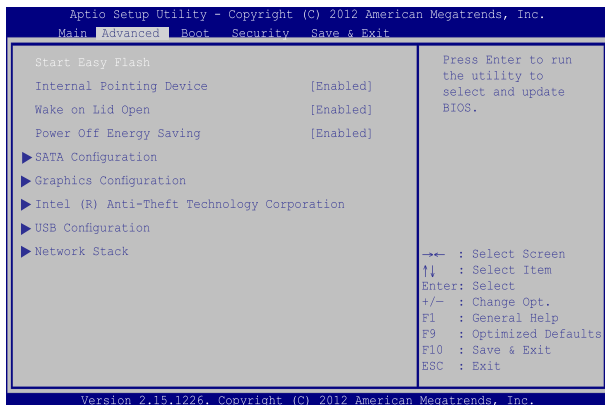 Aptio Setup Utility - Copyright (C) 2012 American Megatrends, Inc.
Main Advanced Boot Security Save & Exit
Start Easy Flash
Internal Pointing Device [Enabled]
Wake on Lid Open [Enabled]
Power Off Energy Saving [Enabled]
SATA Configuration
Graphics Configuration
Intel (R) Anti-Theft Technology Corporation
USB Configuration
Network Stack
Press Enter to run
the utility to
select and update
BIOS.
→← : Select Screen
↑↓ : Select Item
Enter: Select
+/— : Change Opt.
F1 : General Help
F9 : Optimized Defaults
F10 : Save & Exit
ESC : Exit
Version 2.15.1226. Copyright (C) 2012 American Megatrends, Inc.